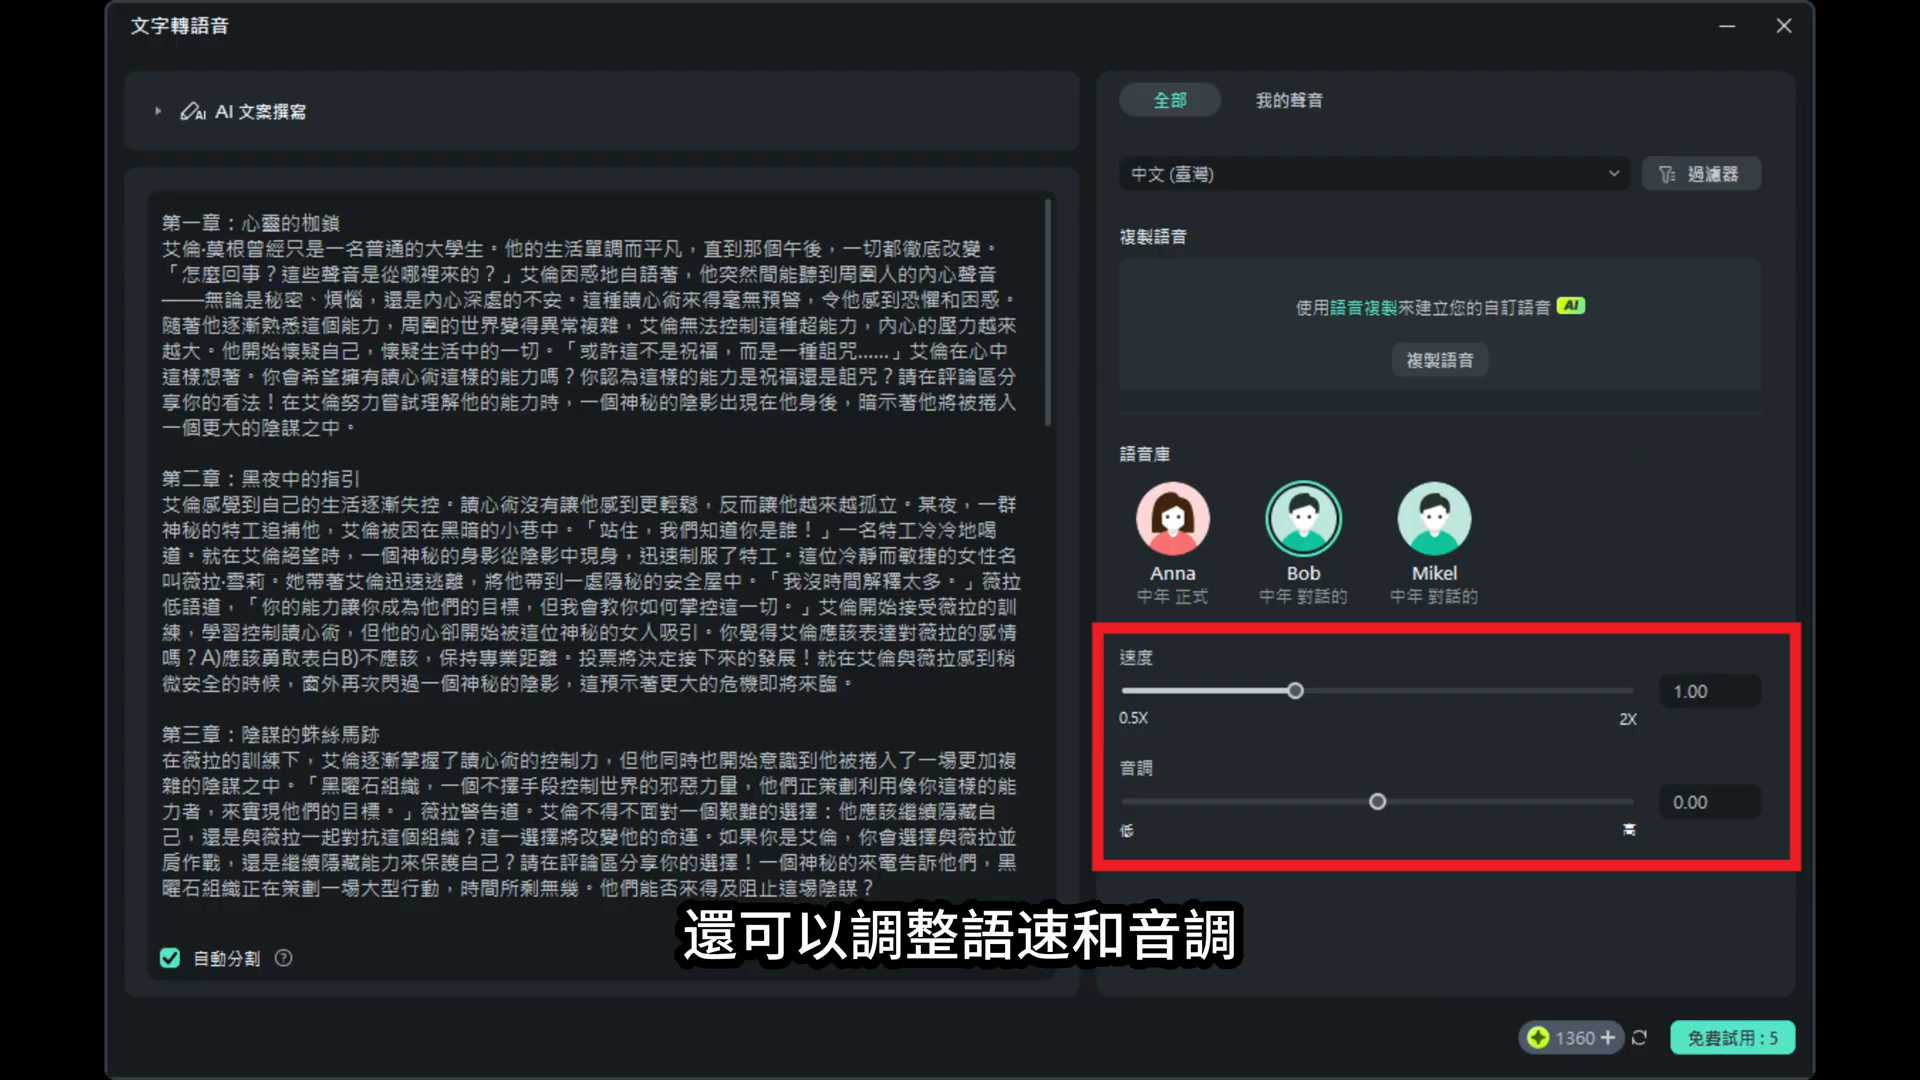 文字轉語音
AI 文案撰寫
第一章：心靈的枷鎖
艾倫·莫根曾經只是一名普通的大學生。他的生活單調而平凡，直到那個午後，一切都徹底改變。
「怎麼回事？這些聲音是從哪裡來的？」艾倫困惑地自語著，他突然間能聽到周圍人的內心聲音
——無論是秘密、煩惱，還是內心深處的不安。這種讀心術來得毫無預警，令他感到恐懼和困惑。
隨著他逐漸熟悉這個能力，周圍的世界變得異常複雜，艾倫無法控制這種超能力，內心的壓力越來
越大。他開始懷疑自己，懷疑生活中的一切。「或許這不是祝福，而是一種詛咒......」艾倫在心中
這樣想著。你會希望擁有讀心術這樣的能力嗎？你認為這樣的能力是祝福還是詛咒？請在評論區分
享你的看法！在艾倫努力嘗試理解他的能力時，一個神秘的陰影出現在他身後，暗示著他將被捲入
一個更大的陰謀之中。
第二章：黑夜中的指引
艾倫感覺到自己的生活逐漸失控。讀心術沒有讓他感到更輕鬆，反而讓他越來越孤立。某夜，一群
神秘的特工追捕他，艾倫被困在黑暗的小巷中。「站住，我們知道你是誰！」一名特工冷冷地喝
道。就在艾倫絕望時，一個神秘的身影從陰影中現身，迅速制服了特工。這位冷靜而敏捷的女性名
叫薇拉·雪莉。她帶著艾倫迅速逃離，將他帶到一處隱秘的安全屋中。「我沒時間解釋太多。」薇拉
低語道，「你的能力讓你成為他們的目標，但我會教你如何掌控這一切。」艾倫開始接受薇拉的訓
練，學習控制讀心術，但他的心卻開始被這位神秘的女人吸引。你覺得艾倫應該表達對薇拉的感情
嗎？A)應該勇敢表白B)不應該，保持專業距離。投票將決定接下來的發展！就在艾倫與薇拉感到稍
微安全的時候，窗外再次閃過一個神秘的陰影，這預示著更大的危機即將來臨。
第三章：陰謀的蛛絲馬跡
在薇拉的訓練下，艾倫逐漸掌握了讀心術的控制力，但他同時也開始意識到他被捲入了一場更加複
雜的陰謀之中。「黑曜石組織，一個不擇手段控制世界的邪惡力量，他們正策劃利用像你這樣的能
力者，來實現他們的目標。」薇拉警告道。艾倫不得不面對一個艱難的選擇：他應該繼續隱藏自
己，還是與薇拉一起對抗這個組織？這一選擇將改變他的命運。如果你是艾倫，你會選擇與薇拉並
肩作戰，還是繼續隱藏能力來保護自己？請在評論區分享你的選擇！一個神秘的來電告訴他們，黑
曜石組織正在策劃一場大型行動，時間所剩無幾。他們能否來得及阻止這場陰謀？
自動分割
全部 我的聲音
中文 (臺灣) 過濾器
複製語音
使用語音複製來建立您的自訂語音 AI
複製語音
語音庫
Anna Bob Mikel
中年 正式 中年 對話的 中年 對話的
速度
1.00
0.5X 2X
音調
0.00
低 高
還可以調整語速和音調
1360 免費試用 : 5